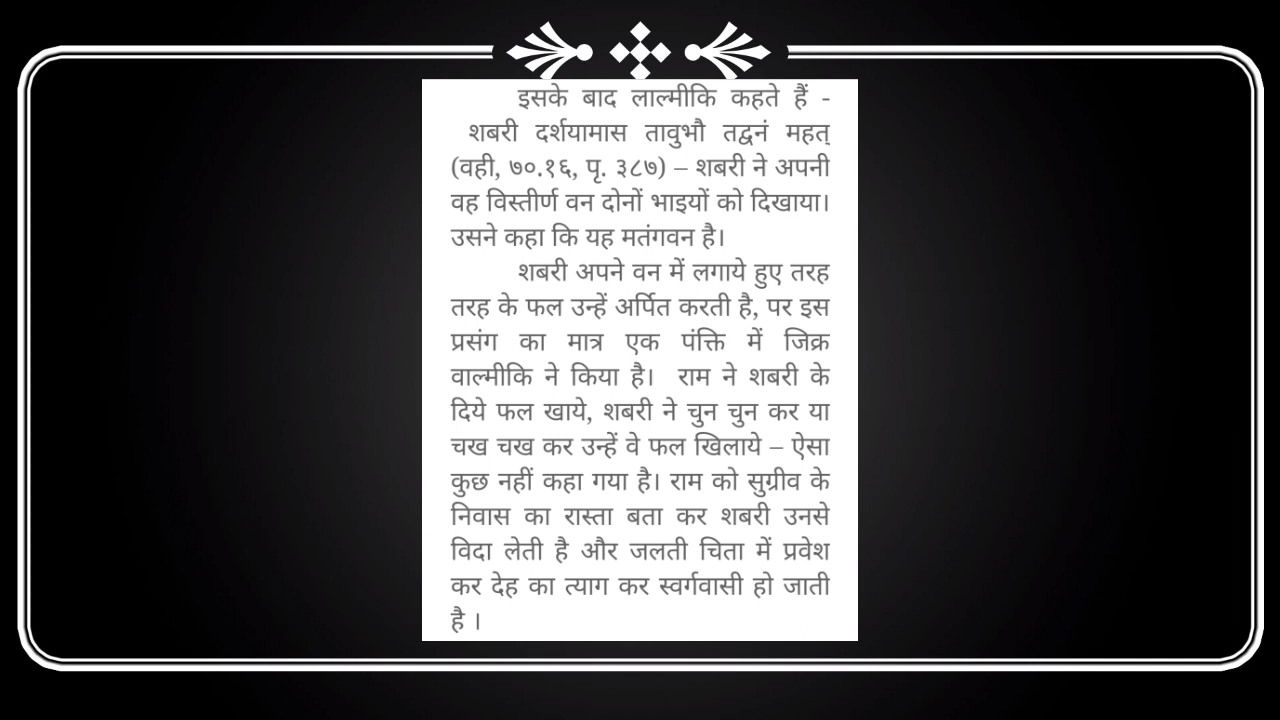 इसके बाद लाल्मीकि कहते हैं -
शबरी दर्शयामास तावुभौ तद्वनं महत्
(वही, ७०.१६, पृ. ३८७) – शबरी ने अपनी
वह विस्तीर्ण वन दोनों भाइयों को दिखाया।
उसने कहा कि यह मतंगवन है।
शबरी अपने वन में लगाये हुए तरह
तरह के फल उन्हें अर्पित करती है, पर इस
प्रसंग का मात्र एक पंक्ति में जिक्र
वाल्मीकि ने किया है। राम ने शबरी के
दिये फल खाये, शबरी ने चुन चुन कर या
चख चख कर उन्हें वे फल खिलाये – ऐसा
कुछ नहीं कहा गया है। राम को सुग्रीव के
निवास का रास्ता बता कर शबरी उनसे
विदा लेती है और जलती चिता में प्रवेश
कर देह का त्याग कर स्वर्गवासी हो जाती
है ।